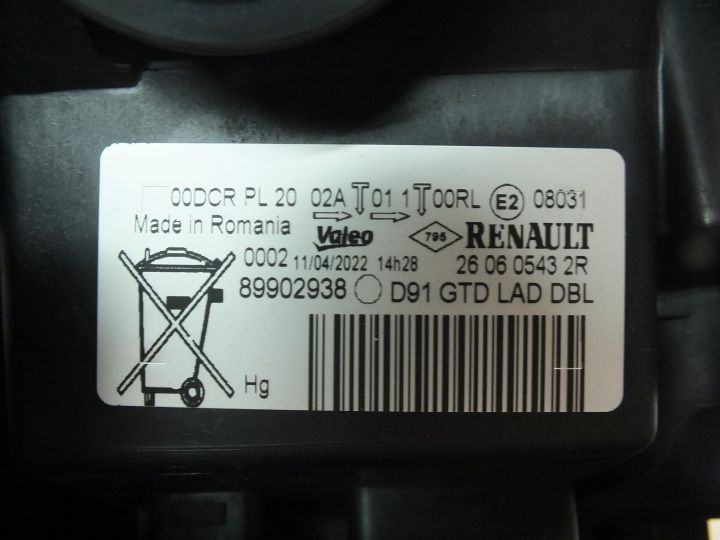 00DCR PL 20 02A 01 1 00RL E2 08031
Made in Romania Valeo 795 RENAULT
0002 11/04/2022 14h28 26 06 0543 2R
89902938 D91 GTD LAD DBL
Hg